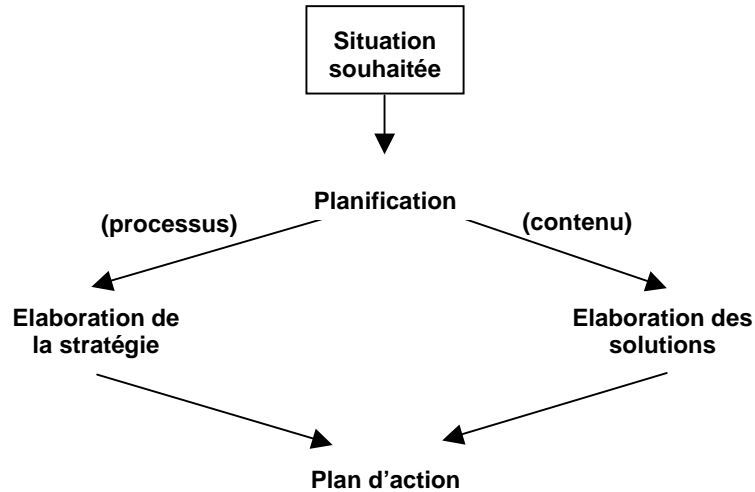 Situation
souhaitée
Planification
(processus)
(contenu)
Elaboration de
la stratégie
Elaboration des
solutions
Plan d’action